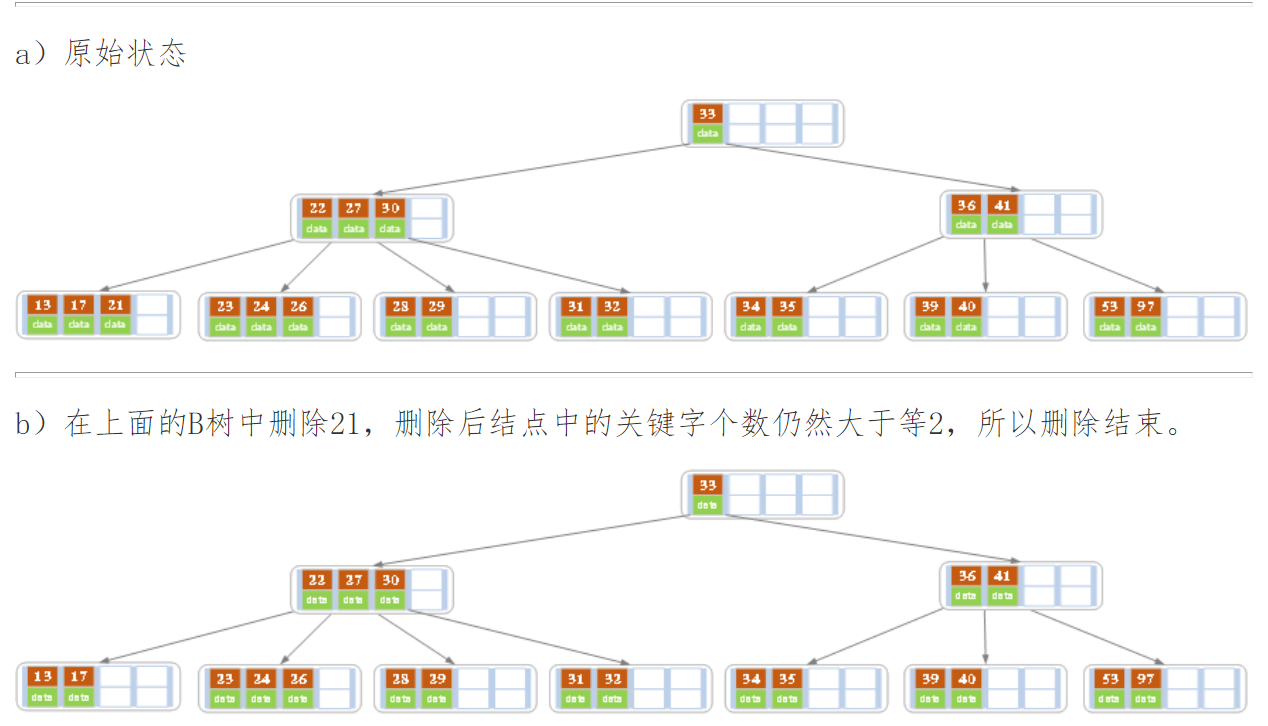 a）原始状态
33
data
22 27 30
data data data
36 41
data data
13 17 21 23 24 26 28 29 31 32 34 35 39 40 53 97
data data data data data data data data data data data data data data data data
b）在上面的B树中删除21，删除后结点中的关键字个数仍然大于等2，所以删除结束。
33
data
22 27 30
data data data
36 41
data data
13 17 23 24 26 28 29 31 32 34 35 39 40 53 97
data data data data data data data data data data data data data data data